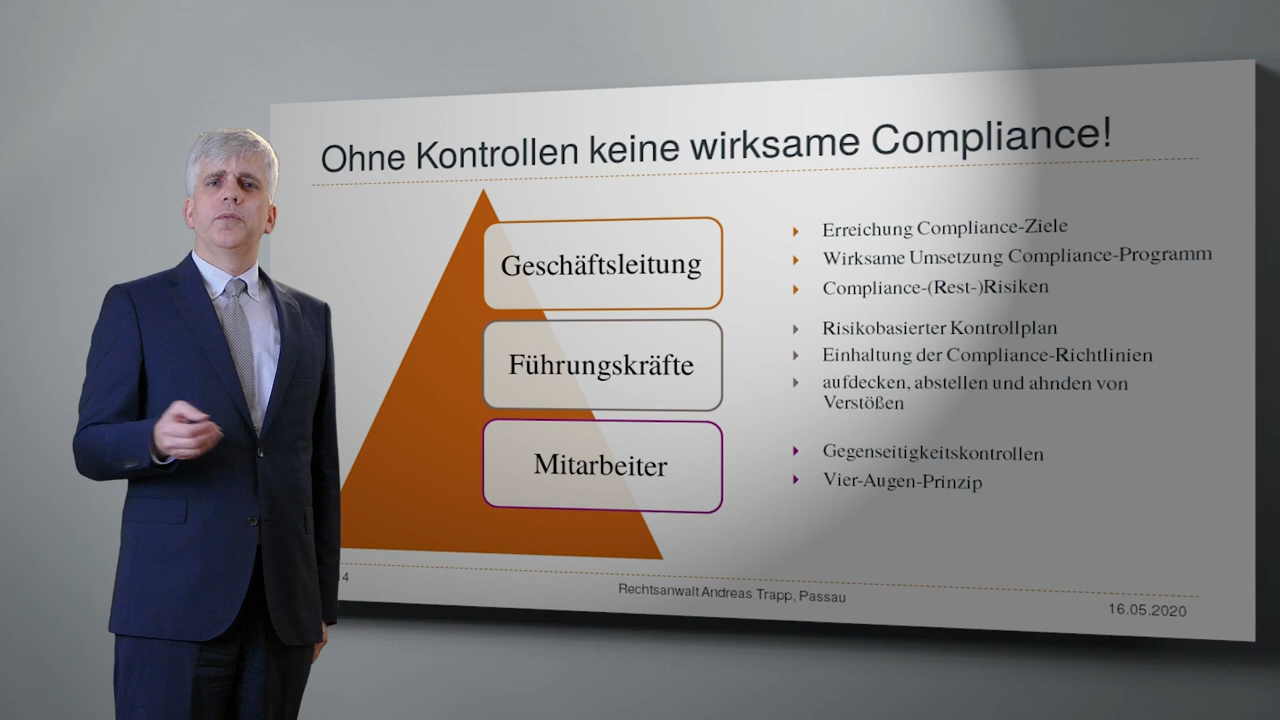 Ohne Kontrollen keine wirksame Compliance!
Geschäftsleitung
Erreichung Compliance-Ziele
Wirksame Umsetzung Compliance-Programm
Compliance-(Rest-)Risiken
Führungskräfte
Risikobasierter Kontrollplan
Einhaltung der Compliance-Richtlinien
aufdecken, abstellen und ahnden von
Verstößen
Mitarbeiter
Gegenseitigkeitskontrollen
Vier-Augen-Prinzip
14
Rechtsanwalt Andreas Trapp, Passau
16.05.2020